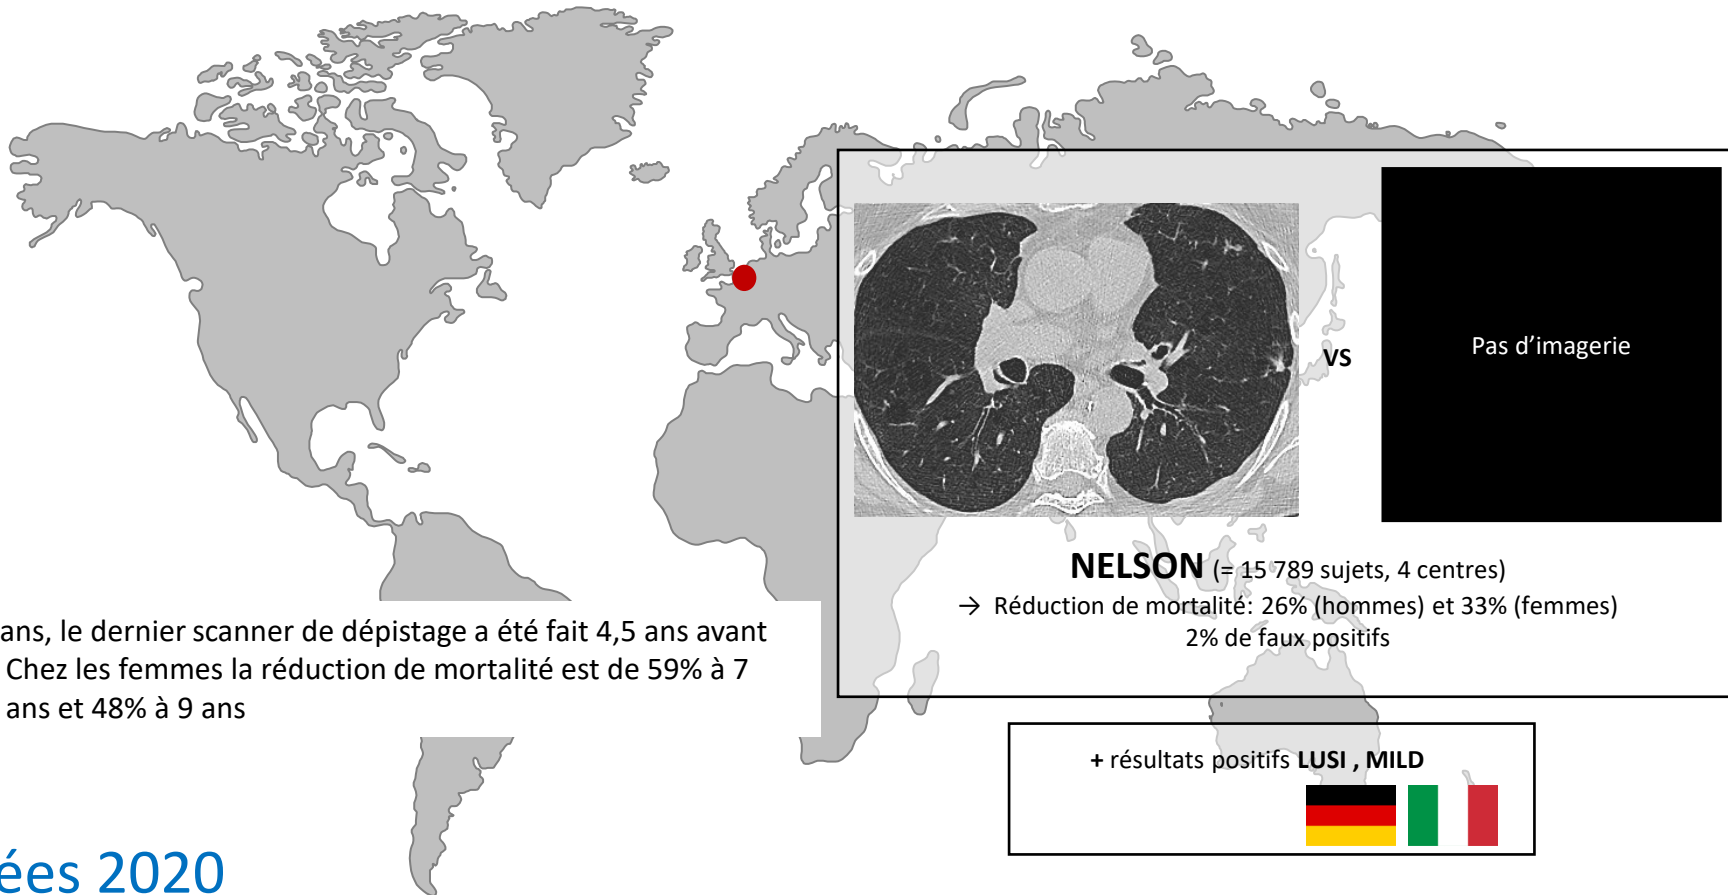 VS
Pas d’imagerie
NELSON (= 15 789 sujets, 4 centres)
→ Réduction de mortalité: 26% (hommes) et 33% (femmes)
2% de faux positifs
ans, le dernier scanner de dépistage a été fait 4,5 ans avant
Chez les femmes la réduction de mortalité est de 59% à 7
ans et 48% à 9 ans
+ résultats positifs LUSI , MILD
ées 2020